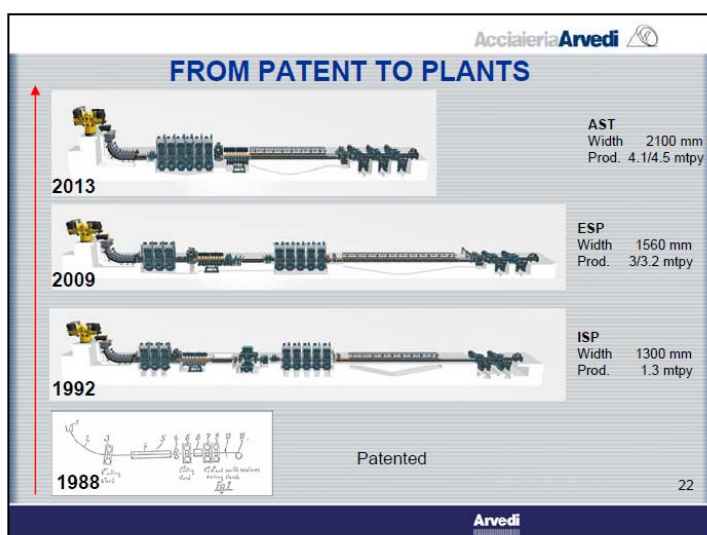 AcciaieriaArvedi
FROM PATENT TO PLANTS
2013
AST
Width 2100 mm
Prod. 4.1/4.5 mtpy
2009
ESP
Width 1560 mm
Prod. 3/3.2 mtpy
1992
ISP
Width 1300 mm
Prod. 1.3 mtpy
1988
Fig 1
Patented
22
Arvedi